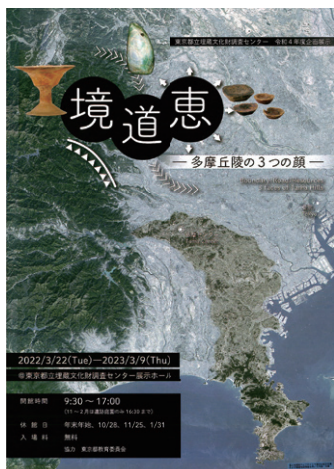 東京都立埋蔵文化財調査センター 令和4年度企画展示
境道恵
―多摩丘陵の3つの顔―
2022/3/22(Tue)―2023/3/9(Thu)
東京都立埋蔵文化財調査センター展示ホール
開館時間 9:30 ～ 17:00
休館日 年末年始、10/28、11/25、1/31
入場料 無料
協力 東京都教育委員会